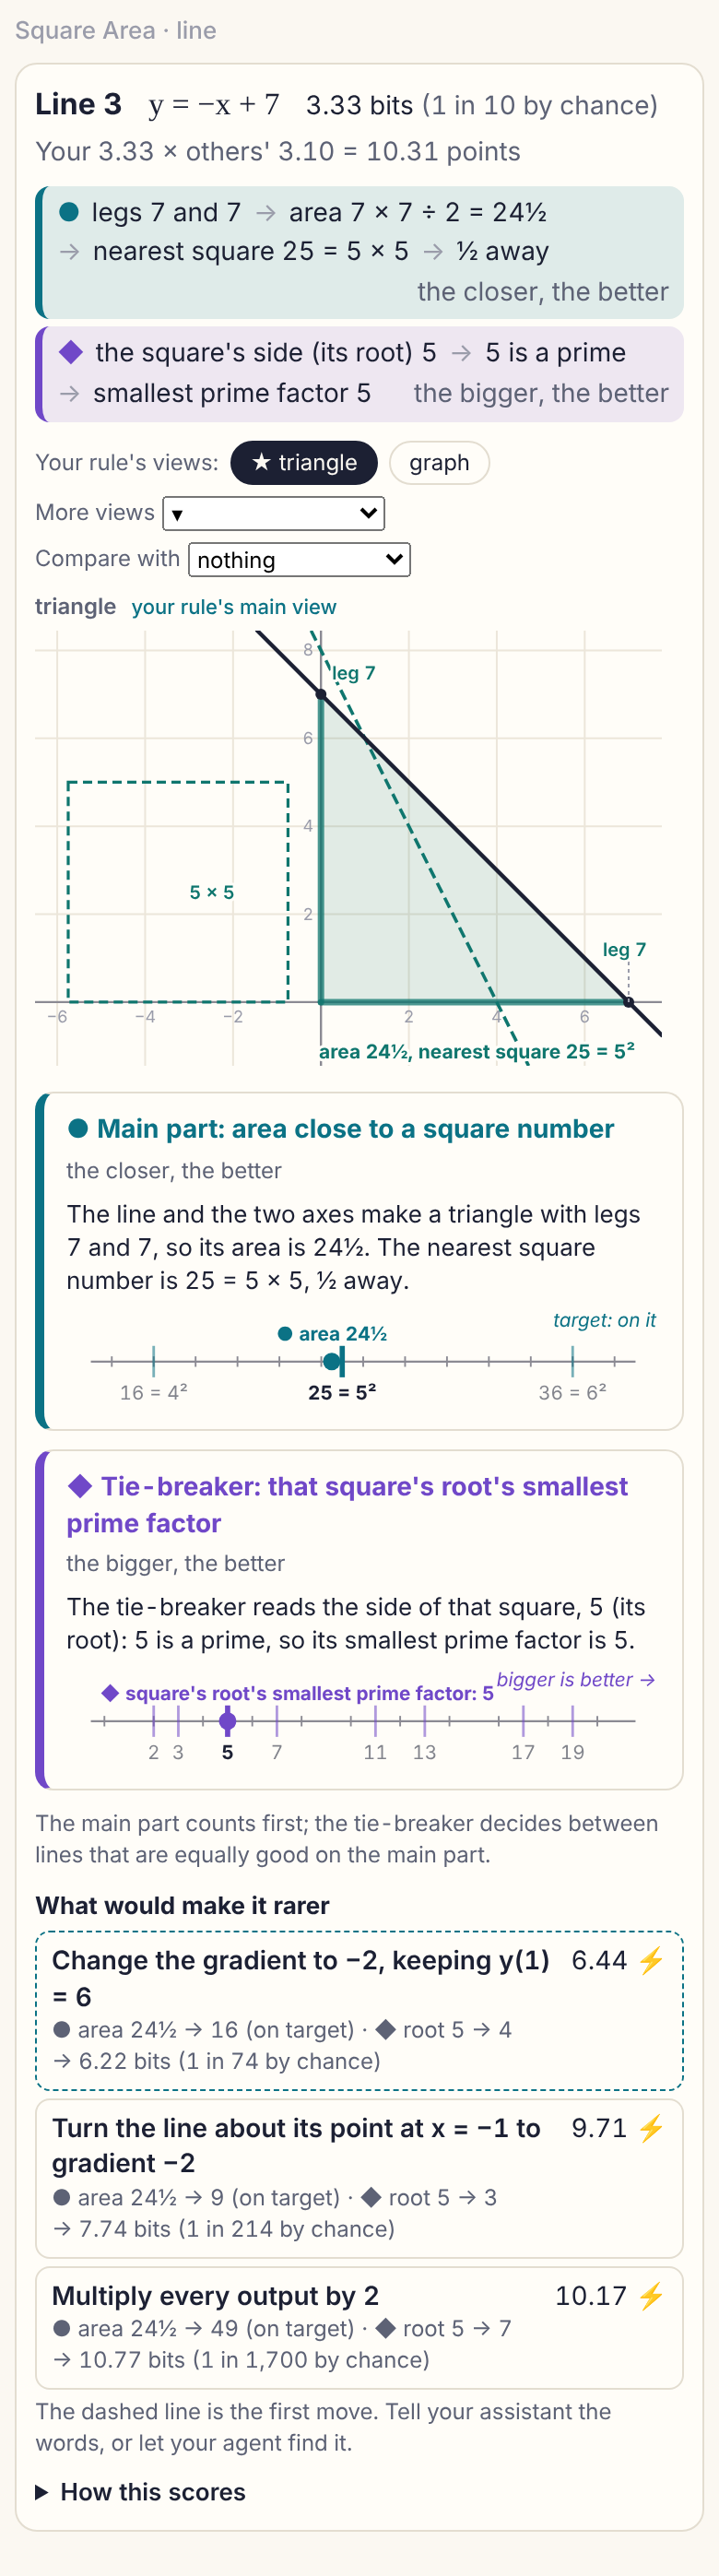 Square Area · line
Line 3 y = −x + 7 3.33 bits (1 in 10 by chance)
Your 3.33 × others' 3.10 = 10.31 points
● legs 7 and 7 → area 7 × 7 ÷ 2 = 24½
→ nearest square 25 = 5 × 5 → ½ away
the closer, the better
◆ the square's side (its root) 5 → 5 is a prime
→ smallest prime factor 5 the bigger, the better
Your rule's views: ★ triangle graph
More views ▾
Compare with nothing
triangle your rule's main view
8
leg 7
6
4
5 × 5
2
leg 7
−6 −4 −2 2 4 6
area 24½, nearest square 25 = 5²
● Main part: area close to a square number
the closer, the better
The line and the two axes make a triangle with legs
7 and 7, so its area is 24½. The nearest square
number is 25 = 5 × 5, ½ away.
target: on it
● area 24½
16 = 4² 25 = 5² 36 = 6²
◆ Tie-breaker: that square's root's smallest
prime factor
the bigger, the better
The tie-breaker reads the side of that square, 5 (its
root): 5 is a prime, so its smallest prime factor is 5.
bigger is better →
◆ square's root's smallest prime factor: 5
2 3 5 7 11 13 17 19
The main part counts first; the tie-breaker decides between
lines that are equally good on the main part.
What would make it rarer
Change the gradient to −2, keeping y(1) 6.44 ⚡
= 6
● area 24½ → 16 (on target) · ◆ root 5 → 4
→ 6.22 bits (1 in 74 by chance)
Turn the line about its point at x = −1 to 9.71 ⚡
gradient −2
● area 24½ → 9 (on target) · ◆ root 5 → 3
→ 7.74 bits (1 in 214 by chance)
Multiply every output by 2 10.17 ⚡
● area 24½ → 49 (on target) · ◆ root 5 → 7
→ 10.77 bits (1 in 1,700 by chance)
The dashed line is the first move. Tell your assistant the
words, or let your agent find it.
▶ How this scores